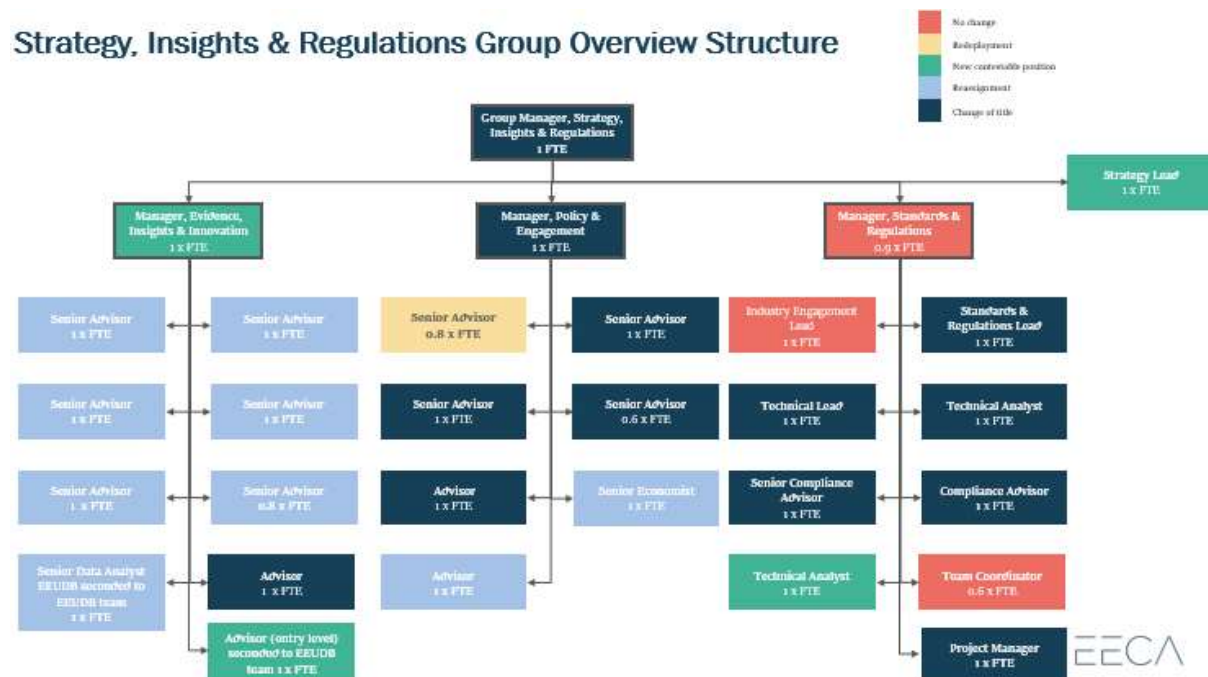 Strategy, Insights & Regulations Group Overview Structure
No change
Redeployment
New contestable position
Reassignment
Change of title
Group Manager, Strategy,
Insights & Regulations
1 FTE
Strategy Lead
1 x FTE
Manager, Evidence,
Insights & Innovation
1 x FTE
Manager, Policy &
Engagement
1 x FTE
Manager, Standards &
Regulations
0.9 x FTE
Senior Advisor
1 x FTE
Senior Advisor
1 x FTE
Senior Advisor
0.8 x FTE
Senior Advisor
1 x FTE
Industry Engagement
Lead
1 x FTE
Standards &
Regulations Lead
1 x FTE
Senior Advisor
1 x FTE
Senior Advisor
1 x FTE
Senior Advisor
1 x FTE
Senior Advisor
0.6 x FTE
Technical Lead
1 x FTE
Technical Analyst
1 x FTE
Senior Advisor
1 x FTE
Senior Advisor
0.8 x FTE
Advisor
1 x FTE
Senior Economist
1 x FTE
Senior Compliance
Advisor
1 x FTE
Compliance Advisor
1 x FTE
Senior Data Analyst
EEUDB seconded to
EEUDB team
1 x FTE
Advisor
1 x FTE
Advisor
1 x FTE
Technical Analyst
1 x FTE
Team Coordinator
0.6 x FTE
Advisor (entry level)
seconded to EEUDB
team 1 x FTE
Project Manager
1 x FTE
EECA